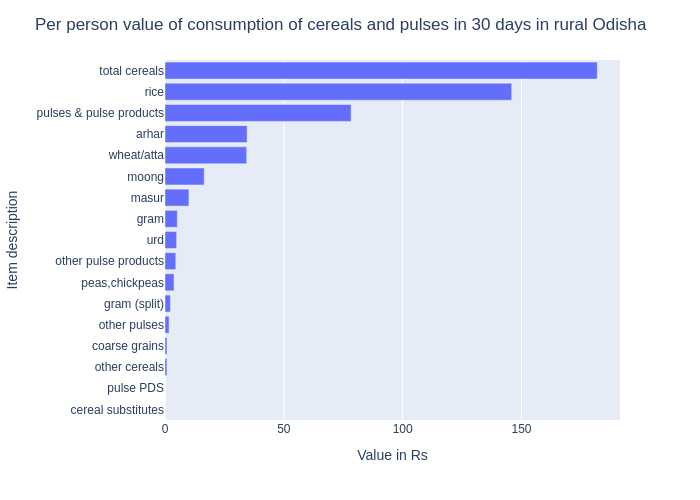 Per person value of consumption of cereals and pulses in 30 days in rural Odisha
total cereals
rice
pulses & pulse products
arhar
wheat/atta
moong
masur
gram
urd
other pulse products
peas,chickpeas
gram (split)
other pulses
coarse grains
other cereals
pulse PDS
cereal substitutes
Item description
0 50 100 150
Value in Rs